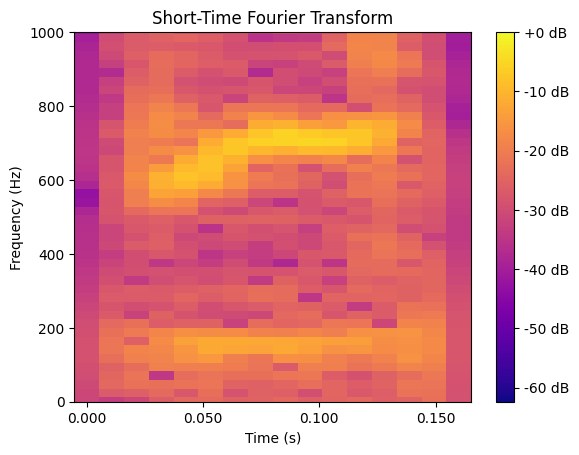 Short-Time Fourier Transform
1000
800
600
400
200
0
Frequency (Hz)
0.000
0.050
0.100
0.150
Time (s)
+0 dB
-10 dB
-20 dB
-30 dB
-40 dB
-50 dB
-60 dB